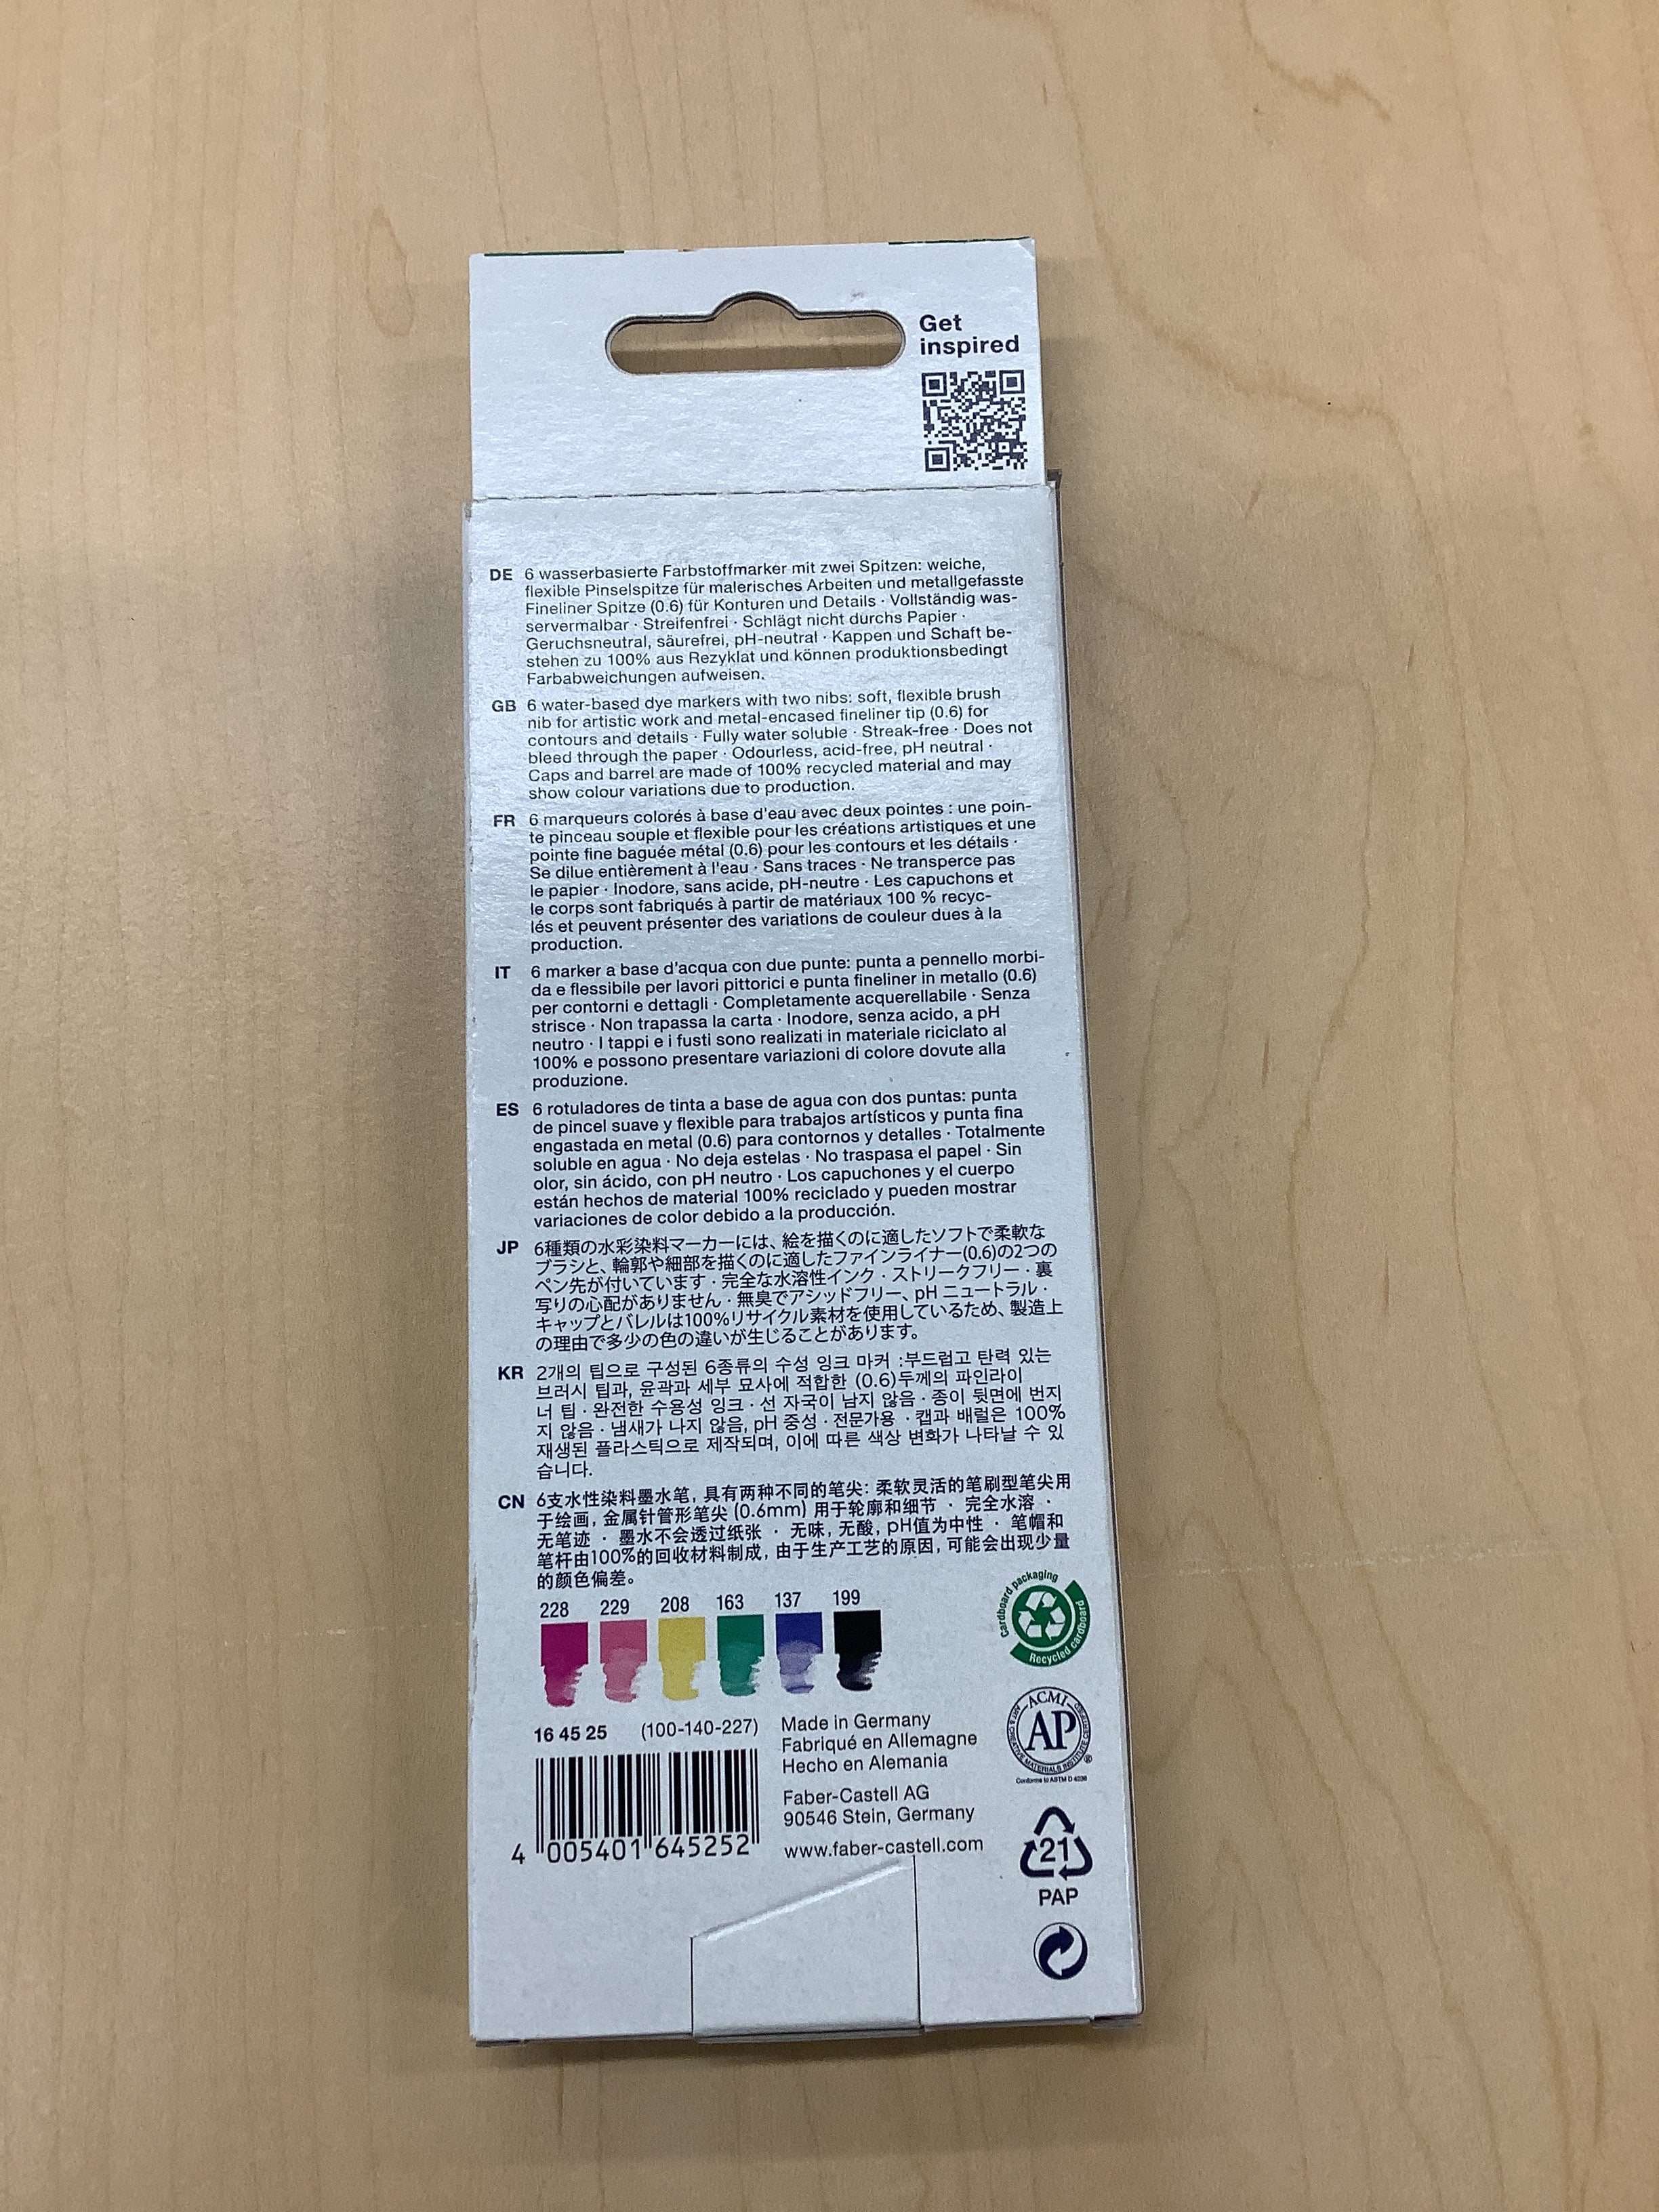 Get
inspired
DE 6 wasserbasierte Farbstoffmarker mit zwei Spitzen: weiche,
flexible Pinselspitze für malerisches Arbeiten und metallgefasste
Fineliner Spitze (0.6) für Konturen und Details · Vollständig was-
servermalbar · Streifenfrei · Schlägt nicht durchs Papier ·
Geruchsneutral, säurefrei, pH-neutral · Kappen und Schaft be-
stehen zu 100% aus Rezyklat und können produktionsbedingt
Farbabweichungen aufweisen.
GB 6 water-based dye markers with two nibs: soft, flexible brush
nib for artistic work and metal-encased fineliner tip (0.6) for
contours and details · Fully water soluble · Streak-free · Does not
bleed through the paper · Odourless, acid-free, pH neutral ·
Caps and barrel are made of 100% recycled material and may
show colour variations due to production.
FR 6 marqueurs colorés à base d'eau avec deux pointes : une poin-
te pinceau souple et flexible pour les créations artistiques et une
pointe fine baguée métal (0.6) pour les contours et les détails ·
Se dilue entièrement à l'eau · Sans traces · Ne transperce pas
le papier · Inodore, sans acide, pH-neutre · Les capuchons et
le corps sont fabriqués à partir de matériaux 100 % recyc-
lés et peuvent présenter des variations de couleur dues à la
production.
IT 6 marker a base d'acqua con due punte: punta a pennello morbi-
da e flessibile per lavori pittorici e punta fineliner in metallo (0.6)
per contorni e dettagli · Completamente acquerellabile · Senza
strisce · Non trapassa la carta · Inodore, senza acido, a pH
neutro · I tappi e i fusti sono realizati in materiale riciclato al
100% e possono presentare variazioni di colore dovute alla
produzione.
ES 6 rotuladores de tinta a base de agua con dos puntas: punta
de pincel suave y flexible para trabajos artísticos y punta fina
engastada en metal (0.6) para contornos y detalles · Totalmente
soluble en agua · No deja estelas · No traspasa el papel · Sin
olor, sin ácido, con pH neutro · Los capuchones y el cuerpo
están hechos de material 100% reciclado y pueden mostrar
variaciones de color debido a la producción.
JP 6種類の水彩染料マーカーには、絵を描くのに適したソフトで柔軟な
ブラシと、輪郭や細部を描くのに適したファインライナー(0.6)の2つの
ペン先が付いています · 完全な水溶性インク · ストリークフリー · 裏
写りの心配がありません · 無臭でアシッドフリー、pH ニュートラル ·
キャップとバレルは100%リサイクル素材を使用しているため、製造上
の理由で多少の色の違いが生じることがあります。
KR 2개의 팁으로 구성된 6종류의 수성 잉크 마커 :부드럽고 탄력 있는
브러시 팁과, 윤곽과 세부 묘사에 적합한 (0.6)두께의 파인라이
너 팁 · 완전한 수용성 잉크 · 선 자국이 남지 않음 · 종이 뒷면에 번지
지 않음 · 냄새가 나지 않음, pH 중성 · 전문가용 · 캡과 배럴은 100%
재생된 플라스틱으로 제작되며, 이에 따른 색상 변화가 나타날 수 있
습니다.
CN 6支水性染料墨水笔, 具有两种不同的笔尖: 柔软灵活的笔刷型笔尖用
于绘画, 金属针管形笔尖 (0.6mm) 用于轮廓和细节 · 完全水溶 ·
无笔迹 · 墨水不会透过纸张 · 无味, 无酸, pH值为中性 · 笔帽和
笔杆由100%的回收材料制成, 由于生产工艺的原因, 可能会出现少量
的颜色偏差。
228 229 208 163 137 199
Cardboard packaging
Recycled cardboard
16 45 25 (100-140-227)
Made in Germany
Fabriqué en Allemagne
Hecho en Alemania
Faber-Castell AG
90546 Stein, Germany
www.faber-castell.com
4 005401 645252
ACMI
AP
ART & CREATIVE MATERIALS INSTITUTE CERTIFIED
®
Conforms to ASTM D 4236
21
PAP